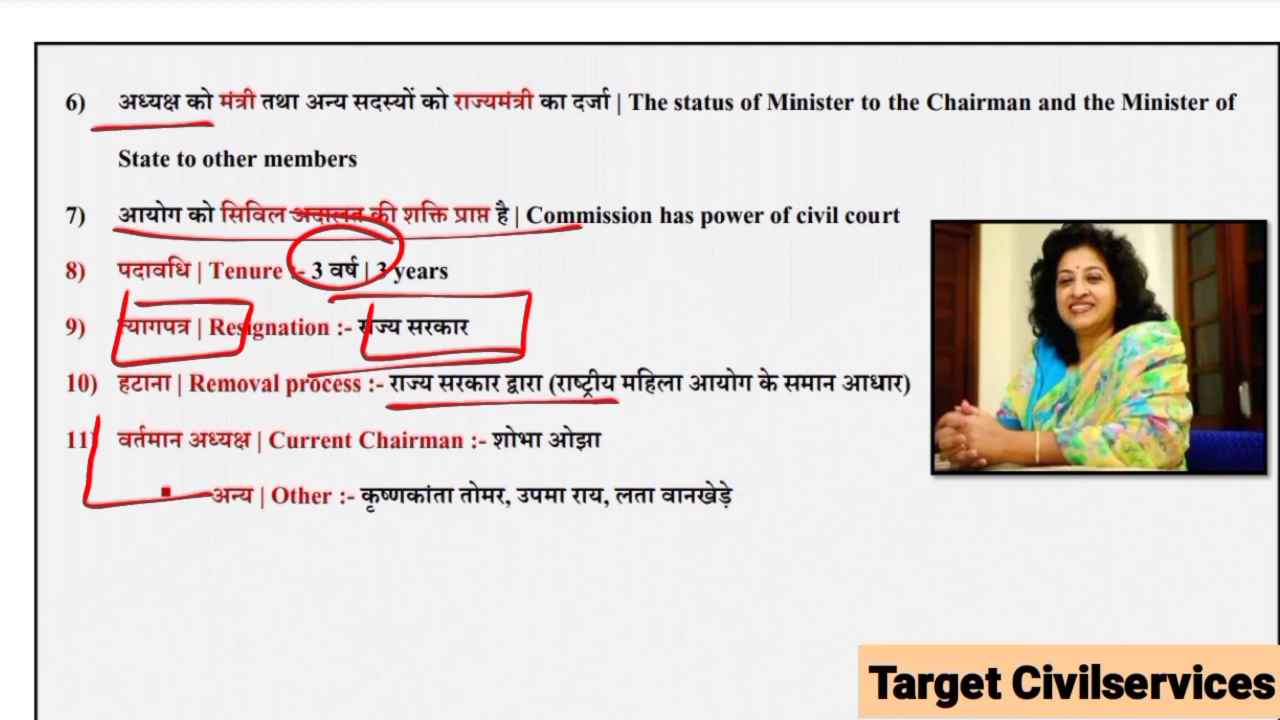 6) अध्यक्ष को मंत्री तथा अन्य सदस्यों को राज्यमंत्री का दर्जा | The status of Minister to the Chairman and the Minister of
State to other members
7) आयोग को सिविल अदालत की शक्ति प्राप्त है | Commission has power of civil court
8) पदावधि | Tenure :- 3 वर्ष | 3 years
9) त्यागपत्र | Resignation :- राज्य सरकार
10) हटाना | Removal process :- राज्य सरकार द्वारा (राष्ट्रीय महिला आयोग के समान आधार)
11) वर्तमान अध्यक्ष | Current Chairman :- शोभा ओझा
▪ अन्य | Other :- कृष्णकांता तोमर, उपमा राय, लता वानखेड़े
Target Civilservices